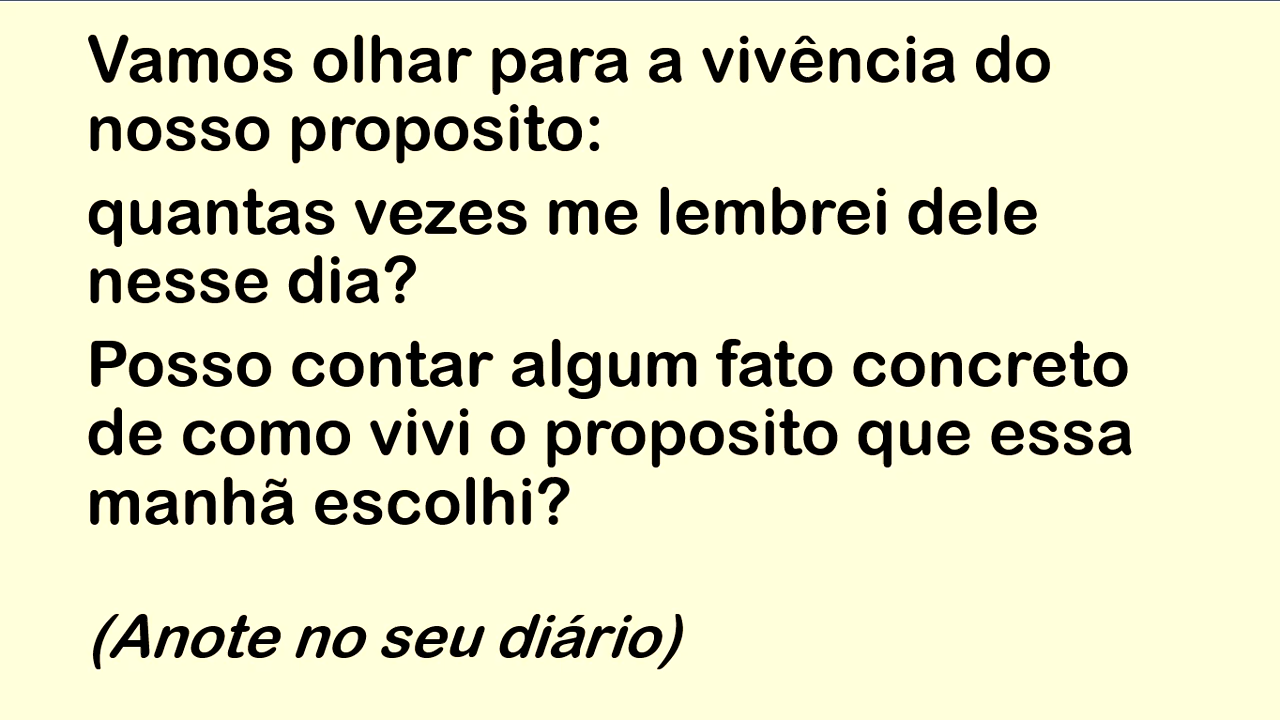 Vamos olhar para a vivência do
nosso proposito:
quantas vezes me lembrei dele
nesse dia?
Posso contar algum fato concreto
de como vivi o proposito que essa
manhã escolhi?
(Anote no seu diário)